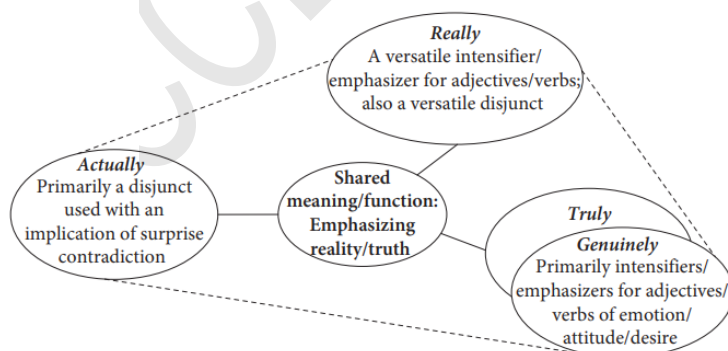 Really
A versatile intensifier/
emphasizer for adjectives/verbs;
also a versatile disjunct
Actually
Primarily a disjunct
used with an
implication of surprise
contradiction
Shared
meaning/function:
Emphasizing
reality/truth
Truly
Genuinely
Primarily intensifiers/
emphasizers for adjectives/
verbs of emotion/
attitude/desire